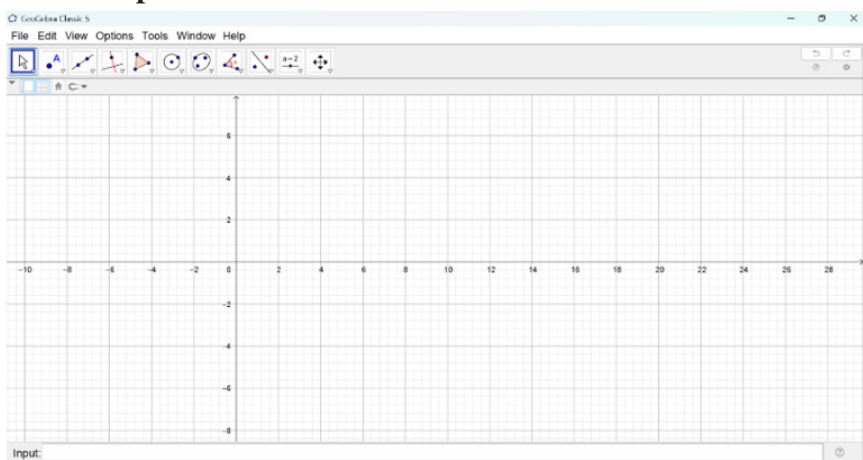 GeoGebra Classic 5
File Edit View Options Tools Window Help
A
a=2
6
4
2
-10 -8 -6 -4 -2 0 2 4 6 8 10 12 14 16 18 20 22 24 26 28
-2
-4
-6
-8
Input: